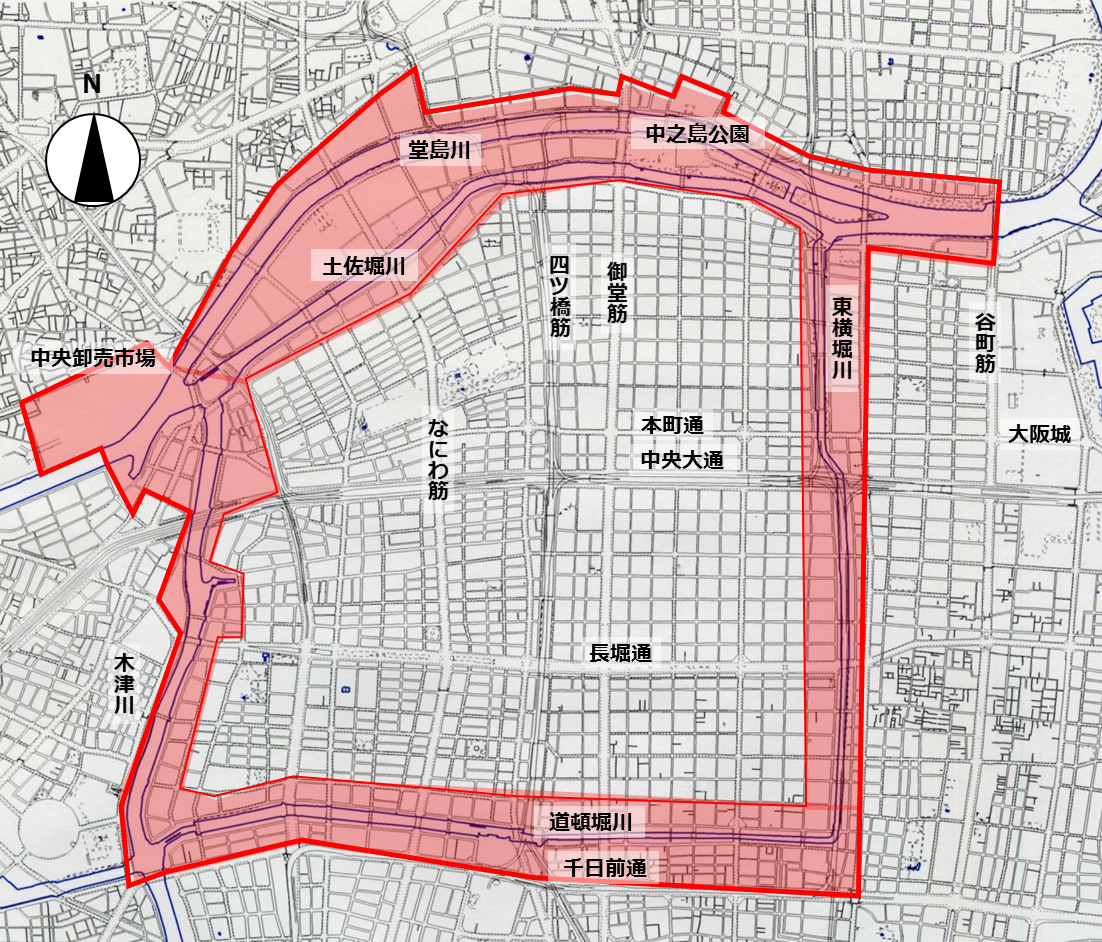 N
中之島公園
堂島川
土佐堀川
四ツ橋筋
御堂筋
東横堀川
谷町筋
中央卸売市場
なにわ筋
本町通
中央大通
大阪城
長堀通
木津川
道頓堀川
千日前通